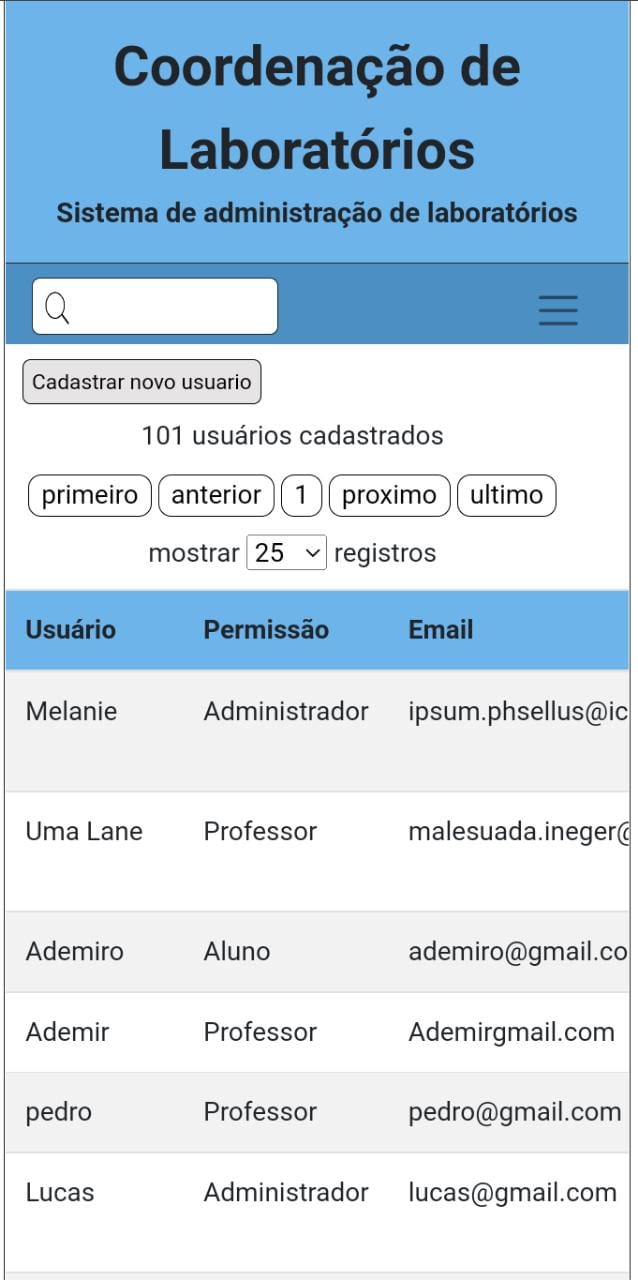 Coordenação de
Laboratórios
Sistema de administração de laboratórios
Cadastrar novo usuario
101 usuários cadastrados
primeiro anterior 1 proximo ultimo
mostrar 25 registros
Usuário Permissão Email
Melanie Administrador ipsum.phsellus@ic
Uma Lane Professor malesuada.ineger@
Ademiro Aluno ademiro@gmail.co
Ademir Professor Ademirgmail.com
pedro Professor pedro@gmail.com
Lucas Administrador lucas@gmail.com